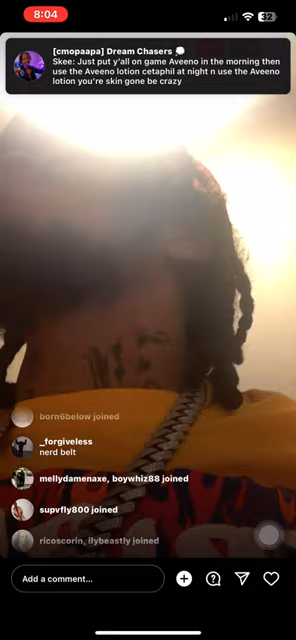 8:04
32
[cmopaapa] Dream Chasers 💭
Skee: Just put y'all on game Aveeno in the morning then
use the Aveeno lotion cetaphil at night n use the Aveeno
lotion you're skin gone be crazy
born6below joined
_forgiveless
nerd belt
mellydamenaxe, boywhiz88 joined
supvfly800 joined
ricoscorin, llybeastly joined
Add a comment...